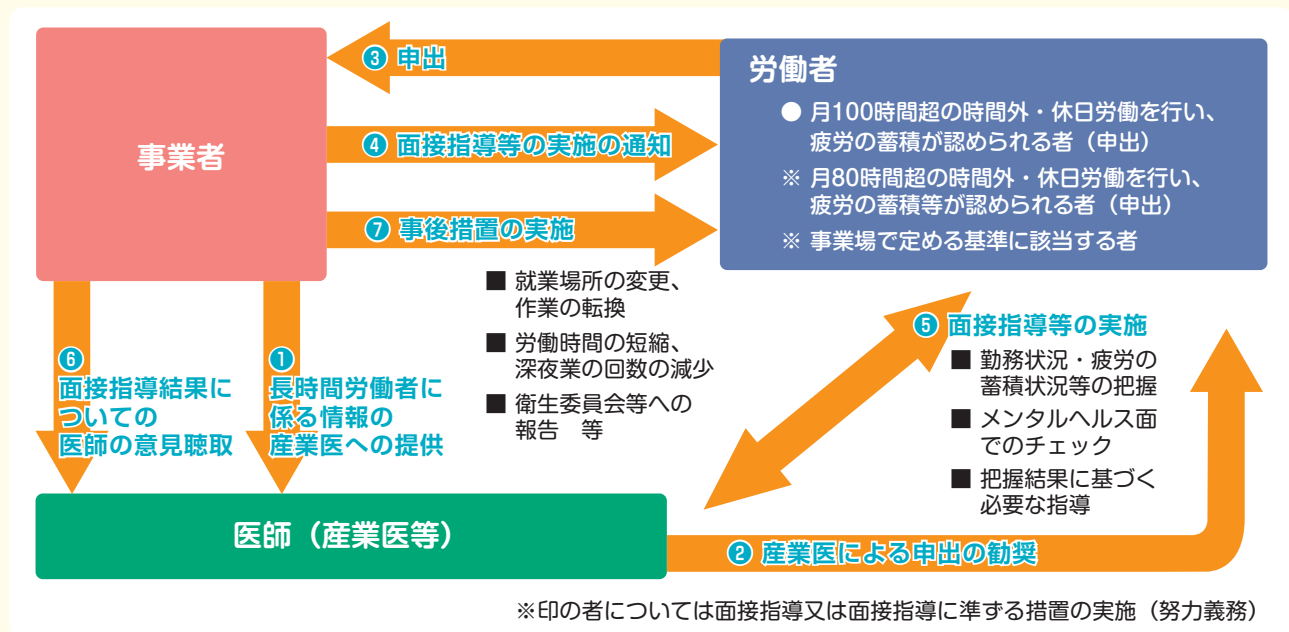 事業者
❸ 申出
❹ 面接指導等の実施の通知
❼ 事後措置の実施
■ 就業場所の変更、
作業の転換
■ 労働時間の短縮、
深夜業の回数の減少
■ 衛生委員会等への
報告 等
労働者
● 月100時間超の時間外・休日労働を行い、
疲労の蓄積が認められる者（申出）
※ 月80時間超の時間外・休日労働を行い、
疲労の蓄積等が認められる者（申出）
※ 事業場で定める基準に該当する者
❻
面接指導結果に
ついての
医師の意見聴取
❶
長時間労働者に
係る情報の
産業医への提供
❺ 面接指導等の実施
■ 勤務状況・疲労の
蓄積状況等の把握
■ メンタルヘルス面
でのチェック
■ 把握結果に基づく
必要な指導
医師（産業医等）
❷ 産業医による申出の勧奨
※印の者については面接指導又は面接指導に準ずる措置の実施（努力義務）